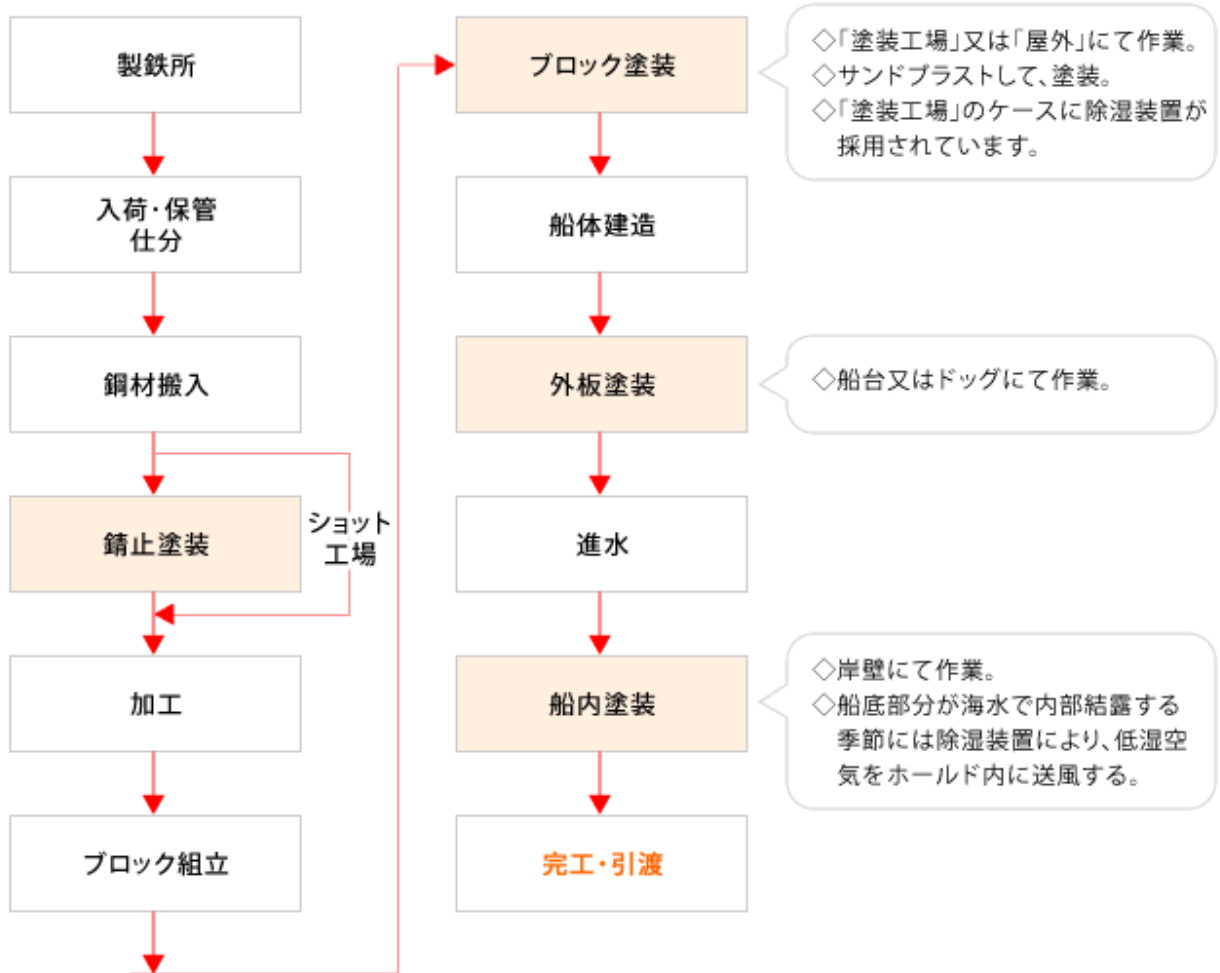 製鉄所
入荷・保管
仕分
鋼材搬入
錆止塗装
ショット
工場
加工
ブロック組立
ブロック塗装
◇「塗装工場」又は「屋外」にて作業。
◇サンドプラストして、塗装。
◇「塗装工場」のケースに除湿装置が
採用されています。
船体建造
外板塗装
◇船台又はドッグにて作業。
進水
船内塗装
◇岸壁にて作業。
◇船底部分が海水で内部結露する
季節には除湿装置により、低湿空
気をホールド内に送風する。
完工・引渡